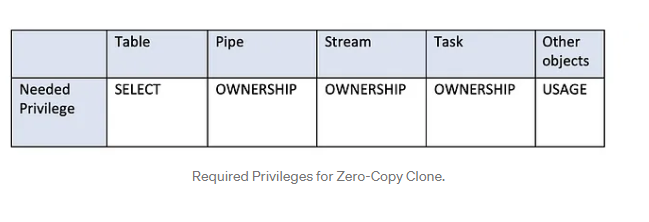 Table Pipe Stream Task Other
objects
Needed SELECT OWNERSHIP OWNERSHIP OWNERSHIP USAGE
Privilege
Required Privileges for Zero-Copy Clone.